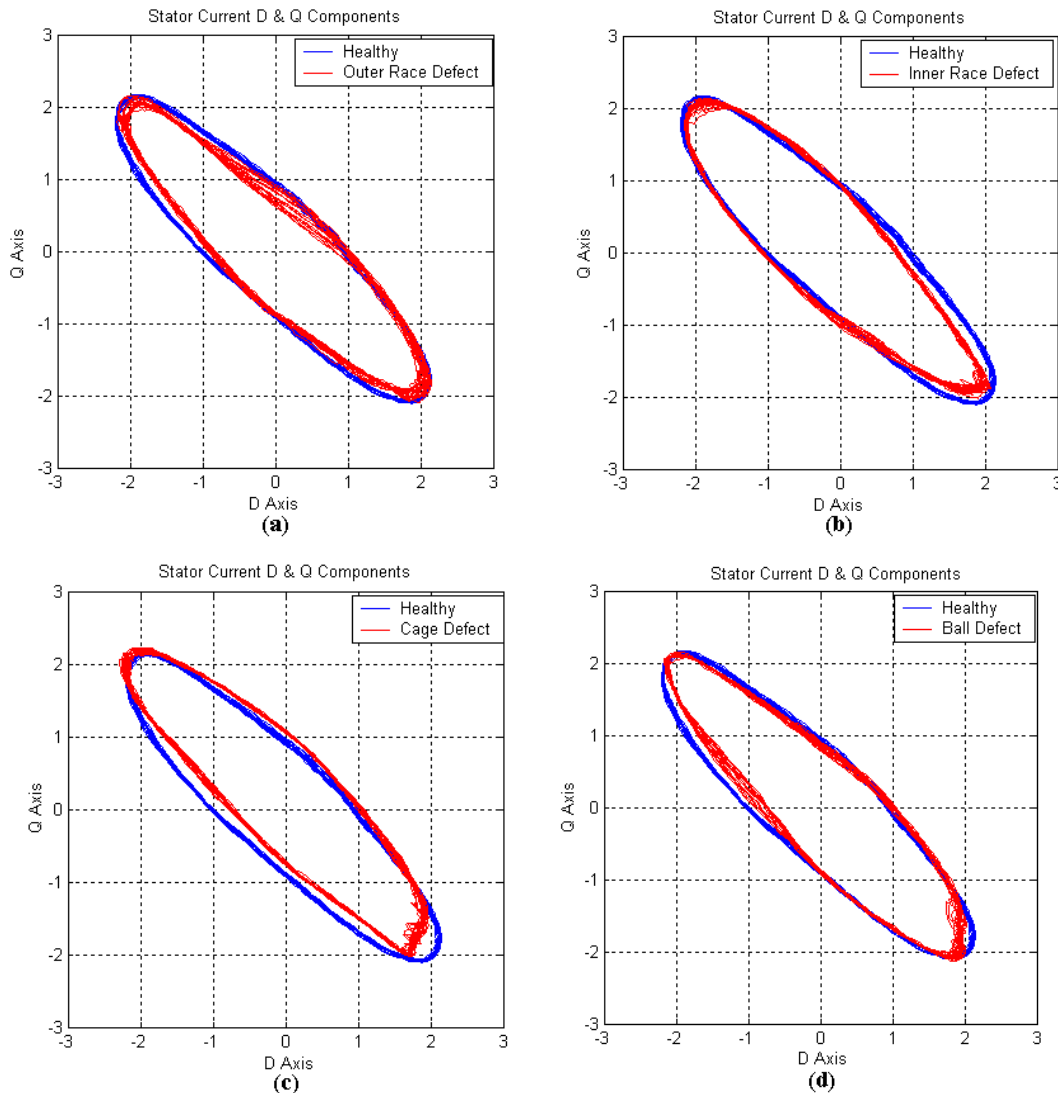 Stator Current D & Q Components
Healthy
Outer Race Defect
3
2
1
0
-1
-2
-3
Q Axis
-3 -2 -1 0 1 2 3
D Axis
(a)
Stator Current D & Q Components
Healthy
Inner Race Defect
3
2
1
0
-1
-2
-3
Q Axis
-3 -2 -1 0 1 2 3
D Axis
(b)
Stator Current D & Q Components
Healthy
Cage Defect
3
2
1
0
-1
-2
-3
Q Axis
-3 -2 -1 0 1 2 3
D Axis
(c)
Stator Current D & Q Components
Healthy
Ball Defect
3
2
1
0
-1
-2
-3
Q Axis
-3 -2 -1 0 1 2 3
D Axis
(d)